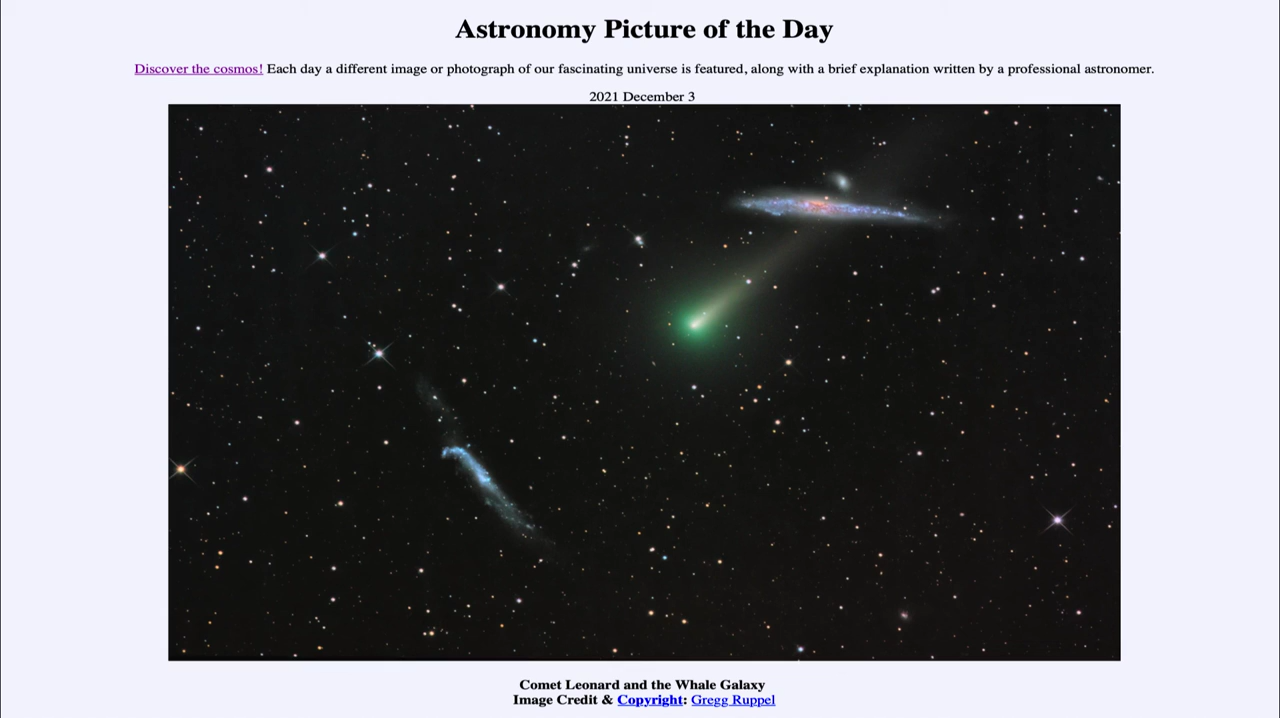 Astronomy Picture of the Day
Discover the cosmos! Each day a different image or photograph of our fascinating universe is featured, along with a brief explanation written by a professional astronomer.
2021 December 3
Comet Leonard and the Whale Galaxy
Image Credit & Copyright: Gregg Ruppel